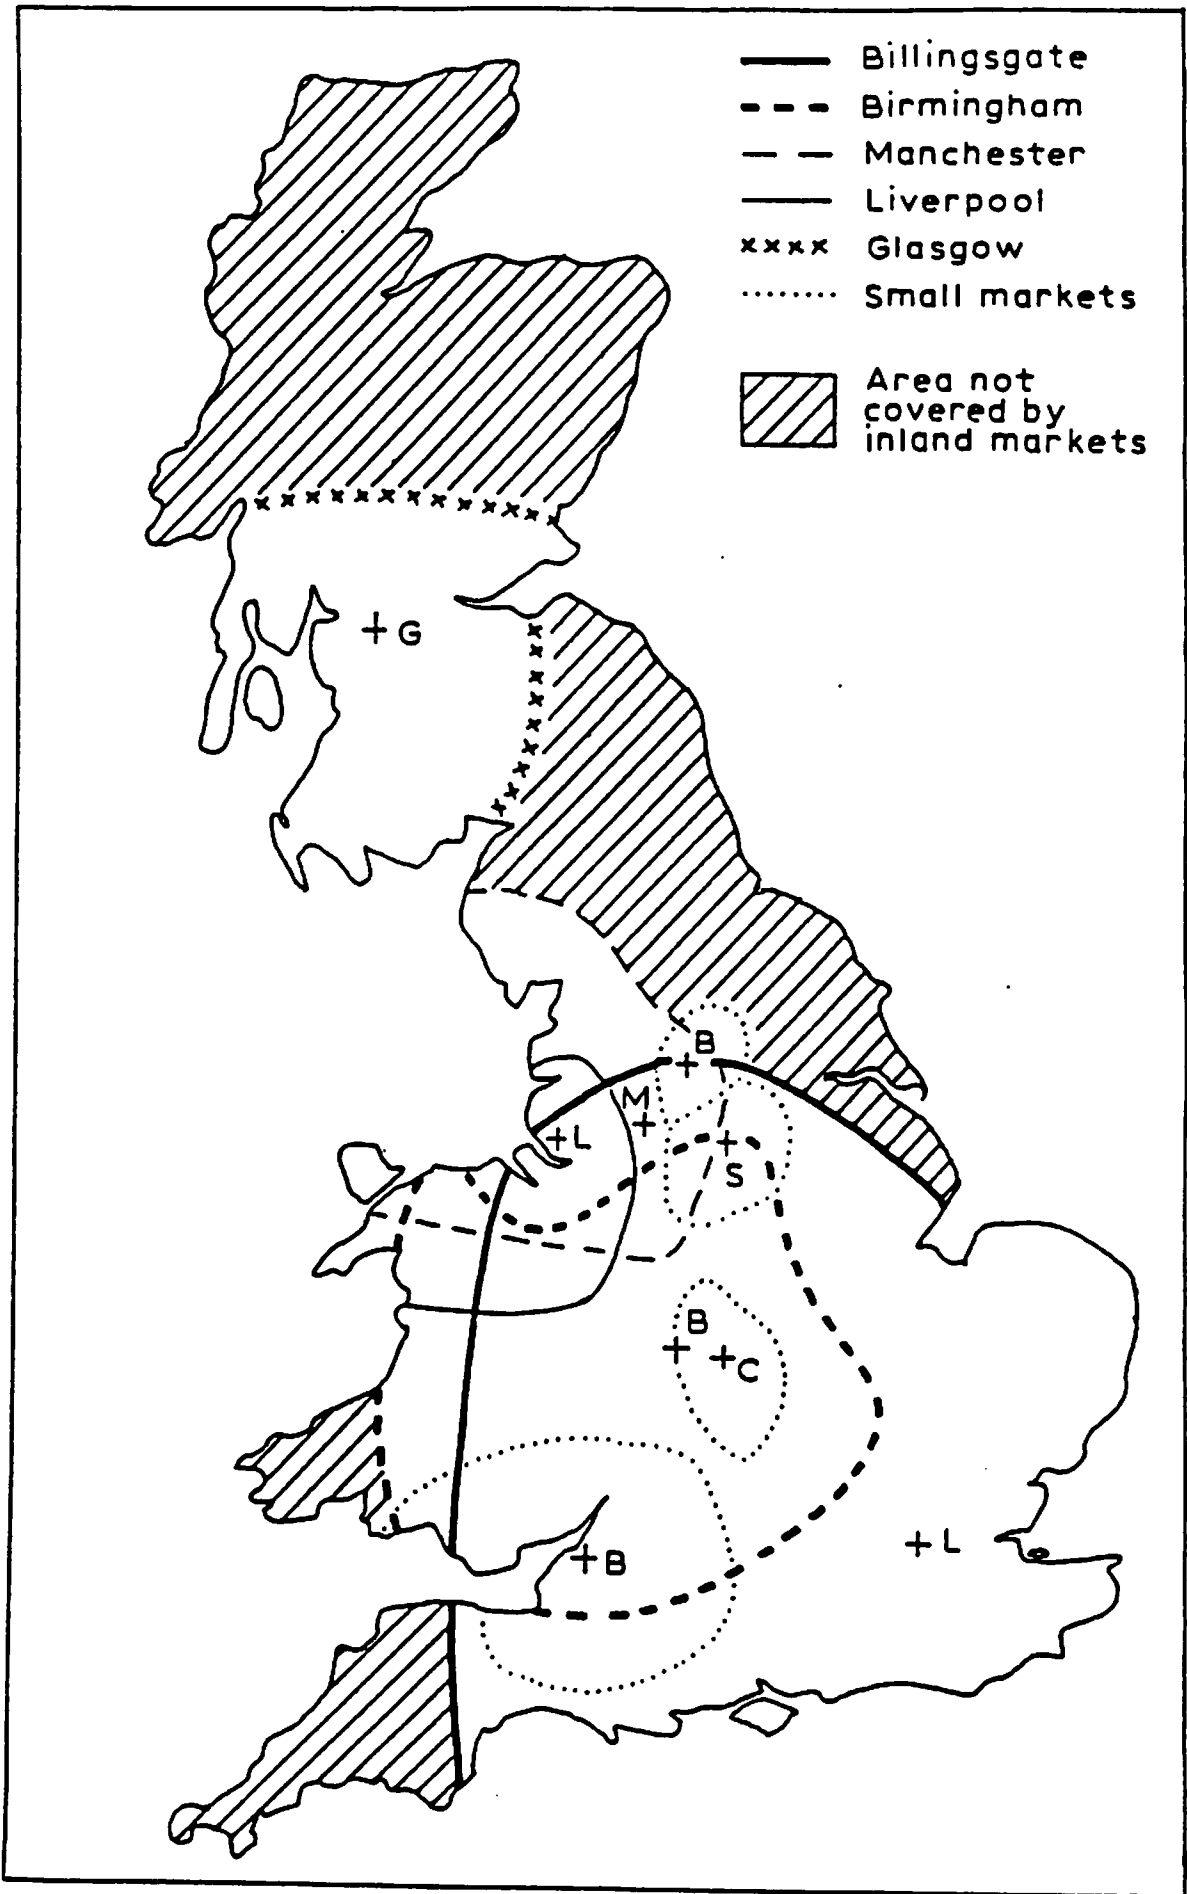 Billingsgate
Birmingham
Manchester
Liverpool
Glasgow
Small markets
Area not
covered by
inland markets
G
B
M
L
S
B
C
L
B